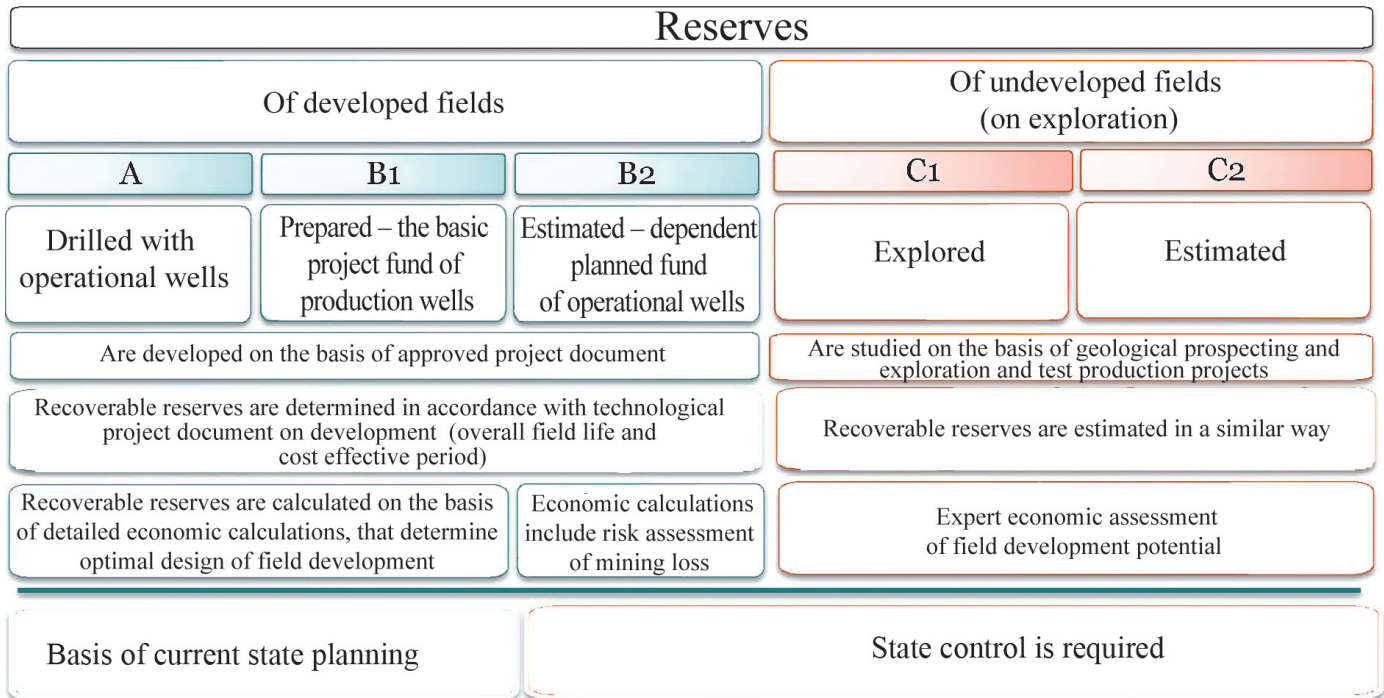 Reserves
Of developed fields
Of undeveloped fields
(on exploration)
A
B1
B2
C1
C2
Drilled with
operational wells
Prepared – the basic
project fund of
production wells
Estimated – dependent
planned fund
of operational wells
Explored
Estimated
Are developed on the basis of approved project document
Are studied on the basis of geological prospecting and
exploration and test production projects
Recoverable reserves are determined in accordance with technological
project document on development (overall field life and
cost effective period)
Recoverable reserves are estimated in a similar way
Recoverable reserves are calculated on the basis
of detailed economic calculations, that determine
optimal design of field development
Economic calculations
include risk assessment
of mining loss
Expert economic assessment
of field development potential
Basis of current state planning
State control is required